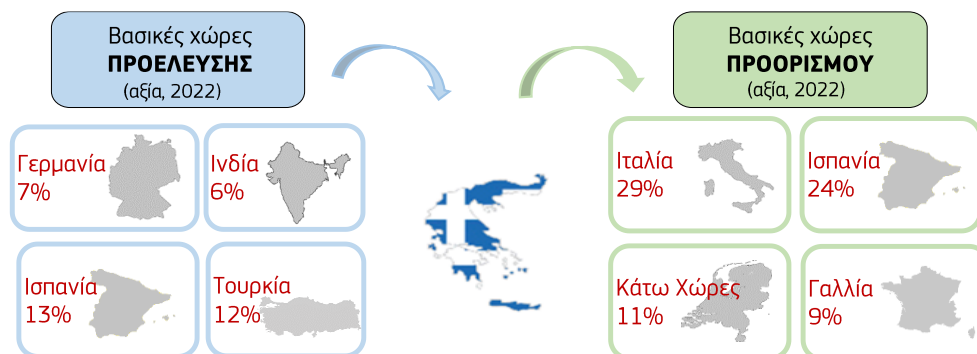 Βασικές χώρες
ΠΡΟΕΛΕΥΣΗΣ
(αξία, 2022)
Βασικές χώρες
ΠΡΟΟΡΙΣΜΟΥ
(αξία, 2022)
Γερμανία
7%
Ινδία
6%
Ισπανία
13%
Τουρκία
12%
Ιταλία
29%
Ισπανία
24%
Κάτω Χώρες
11%
Γαλλία
9%